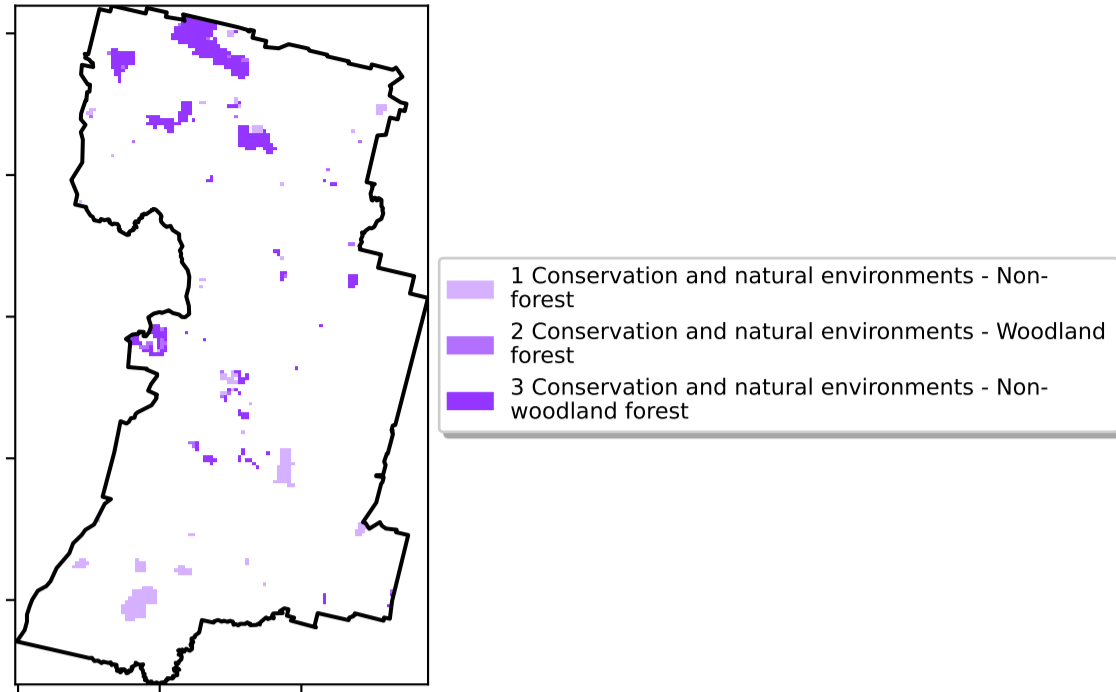 1 Conservation and natural environments - Non-
forest
2 Conservation and natural environments - Woodland
forest
3 Conservation and natural environments - Non-
woodland forest